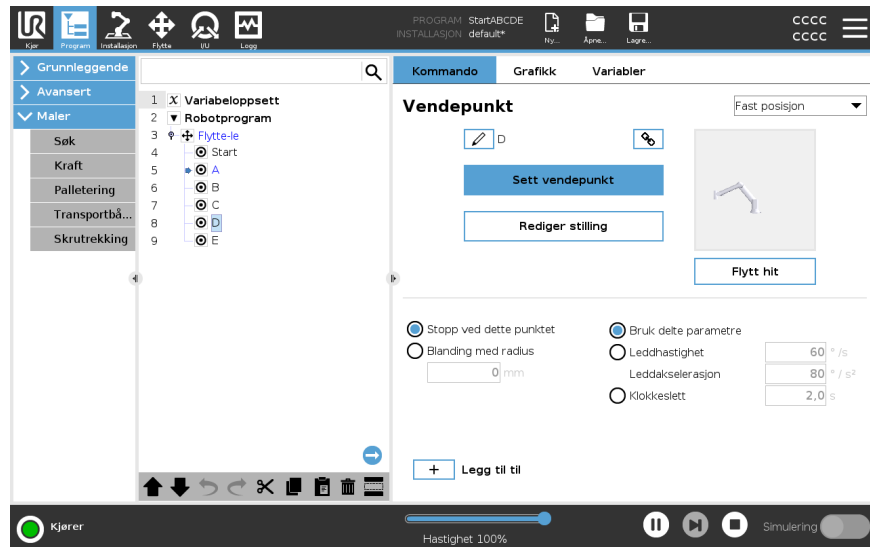 PROGRAM StartABCDE
INSTALLASJON default*
Kjør Program Installasjon Flytte I/U Logg
Ny... Åpne... Lagre...
CCCC
CCCC
Grunnleggende
Avansert
Maler
Søk
Kraft
Palletering
Transportbå...
Skrutrekking
1 X Variabeloppsett
2 Robotprogram
3 Flytte-le
4 Start
5 A
6 B
7 C
8 D
9 E
Kommando Grafikk Variabler
Vendepunkt
Fast posisjon
D
Sett vendepunkt
Rediger stilling
Flytt hit
Stopp ved dette punktet
Blanding med radius
0 mm
Bruk delte parametre
Leddhastighet 60 °/s
Leddakselerasjon 80 °/s²
Klokkeslett 2,0 s
+ Legg til til
Kjører
Hastighet 100%
Simulering